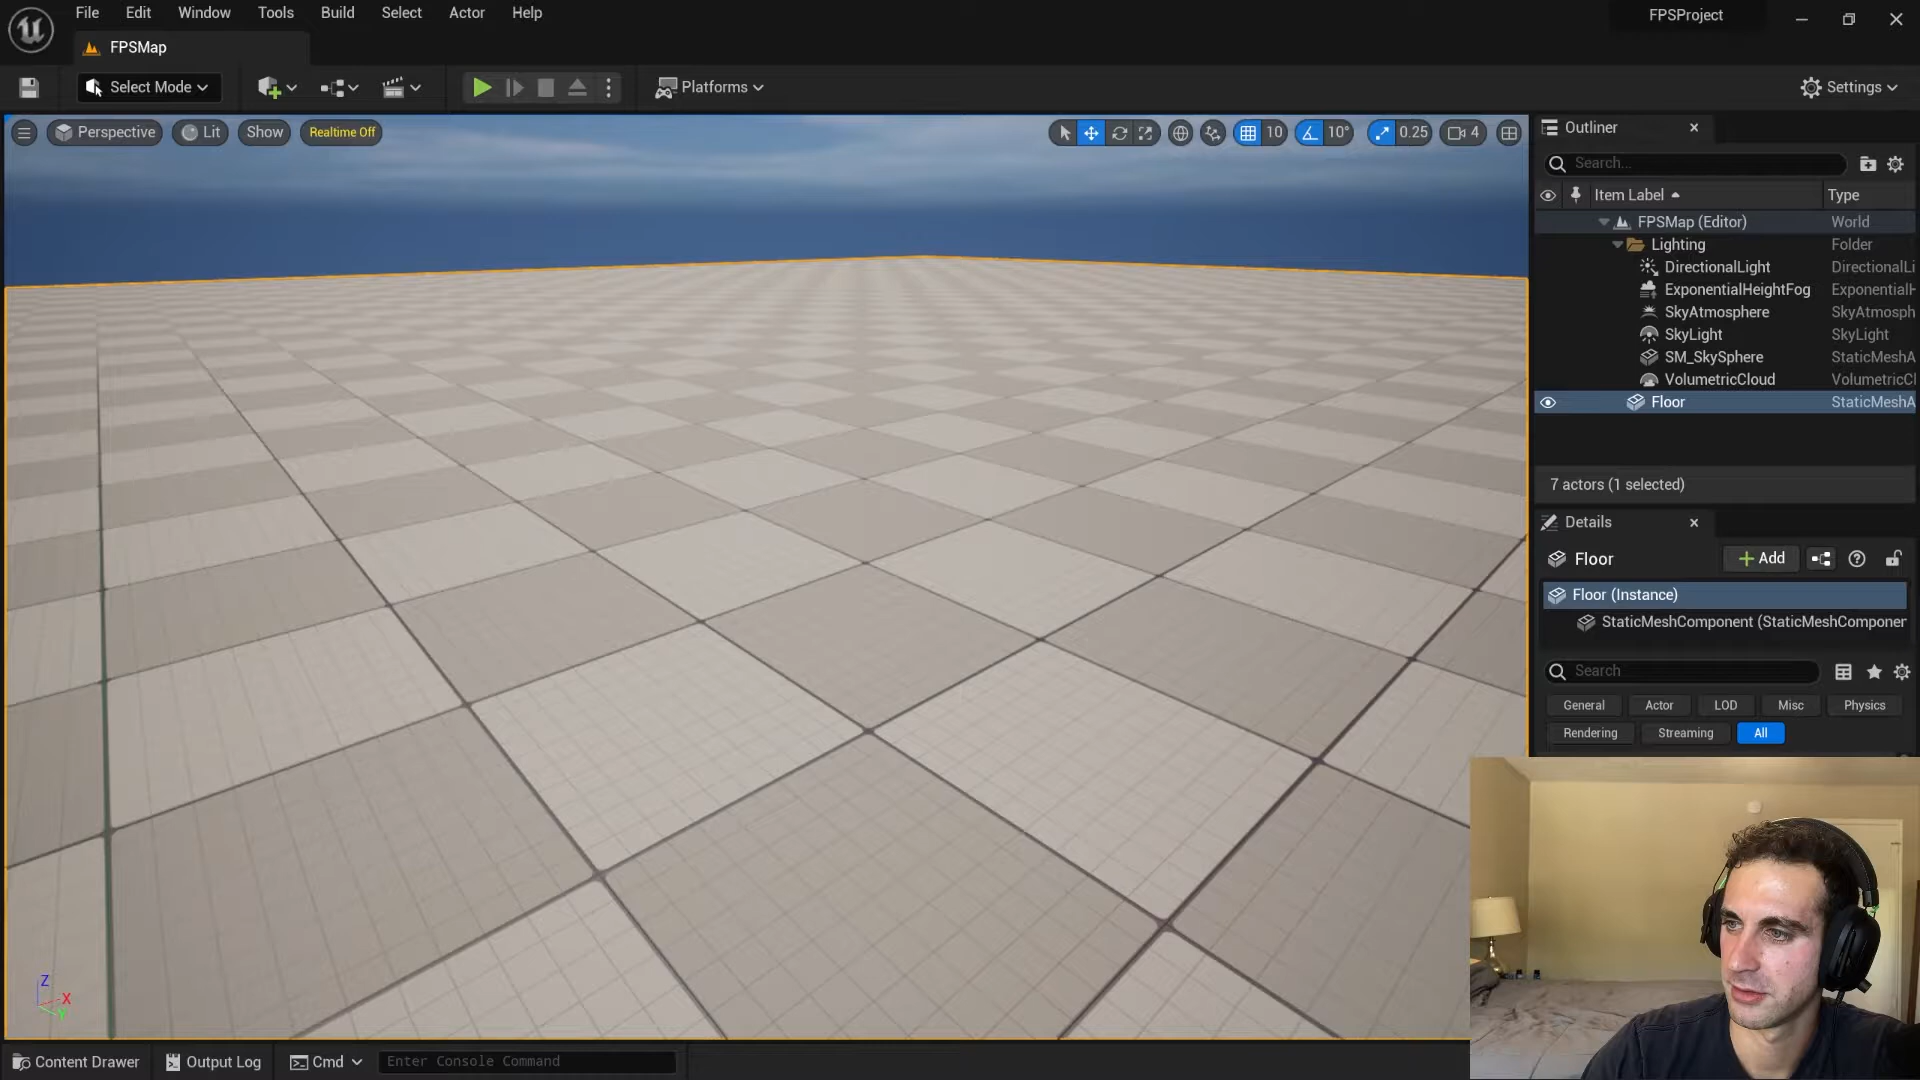 File Edit Window Tools Build Select Actor Help
FPSProject
FPSMap
Select Mode
Platforms
Settings
Perspective Lit Show Realtime Off
10 10° 0.25 4
Outliner
Search...
Item Label Type
FPSMap (Editor) World
Lighting Folder
DirectionalLight DirectionalLi
ExponentialHeightFog ExponentialH
SkyAtmosphere SkyAtmosph
SkyLight SkyLight
SM_SkySphere StaticMeshA
VolumetricCloud VolumetricCl
Floor StaticMeshA
7 actors (1 selected)
Details
Floor
Add
Floor (Instance)
StaticMeshComponent (StaticMeshComponer
Search
General Actor LOD Misc Physics
Rendering Streaming All
Z
X
Y
Content Drawer Output Log Cmd Enter Console Command